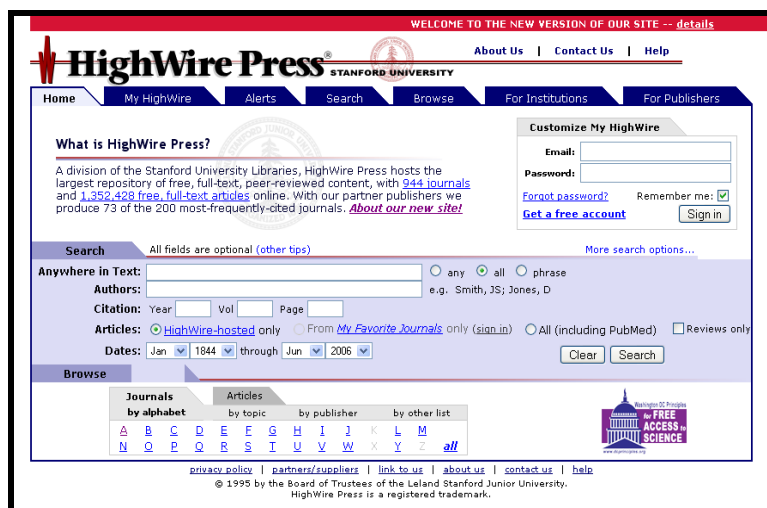 WELCOME TO THE NEW VERSION OF OUR SITE -- details
HighWire Press® STANFORD UNIVERSITY
About Us | Contact Us | Help
Home My HighWire Alerts Search Browse For Institutions For Publishers
What is HighWire Press?
A division of the Stanford University Libraries, HighWire Press hosts the
largest repository of free, full-text, peer-reviewed content, with 944 journals
and 1,352,428 free, full-text articles online. With our partner publishers we
produce 73 of the 200 most-frequently-cited journals. About our new site!
Customize My HighWire
Email:
Password:
Forgot password? Remember me:
Get a free account Sign in
Search All fields are optional (other tips) More search options...
Anywhere in Text: any all phrase
Authors: e.g. Smith, JS; Jones, D
Citation: Year Vol Page
Articles: HighWire-hosted only From My Favorite Journals only (sign in) All (including PubMed) Reviews only
Dates: Jan 1844 through Jun 2006 Clear Search
Browse
Journals Articles
by alphabet by topic by publisher by other list
A B C D E F G H I J K L M
N O P Q R S T U V W X Y Z all
Washington DC Principles
for FREE
ACCESS to
SCIENCE
www.dcprinciples.org
privacy policy | partners/suppliers | link to us | about us | contact us | help
© 1995 by the Board of Trustees of the Leland Stanford Junior University.
HighWire Press is a registered trademark.